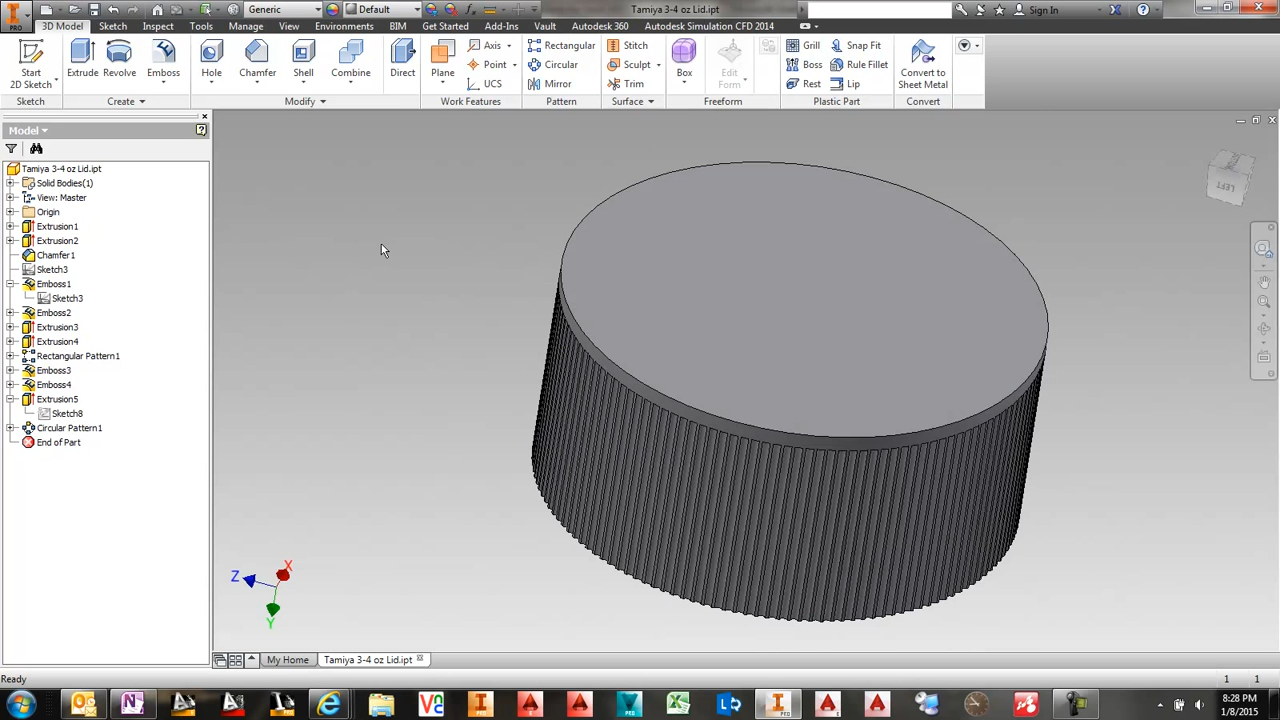 Generic
Default
Tamiya 3-4 oz Lid.ipt
Sign In
PRO
3D Model
Sketch
Inspect
Tools
Manage
View
Environments
BIM
Get Started
Add-Ins
Vault
Autodesk 360
Autodesk Simulation CFD 2014
Start
2D Sketch
Extrude
Revolve
Emboss
Hole
Chamfer
Shell
Combine
Direct
Plane
Axis
Point
UCS
Rectangular
Circular
Mirror
Stitch
Sculpt
Trim
Box
Edit
Form
Grill
Boss
Rest
Snap Fit
Rule Fillet
Lip
Convert to
Sheet Metal
Sketch
Create
Modify
Work Features
Pattern
Surface
Freeform
Plastic Part
Convert
Model
Tamiya 3-4 oz Lid.ipt
Solid Bodies(1)
View: Master
Origin
Extrusion1
Extrusion2
Chamfer1
Sketch3
Emboss1
Sketch3
Emboss2
Extrusion3
Extrusion4
Rectangular Pattern1
Emboss3
Emboss4
Extrusion5
Sketch8
Circular Pattern1
End of Part
LEFT
X
Z
Y
My Home
Tamiya 3-4 oz Lid.ipt
Ready
1 1
8:28 PM
1/8/2015